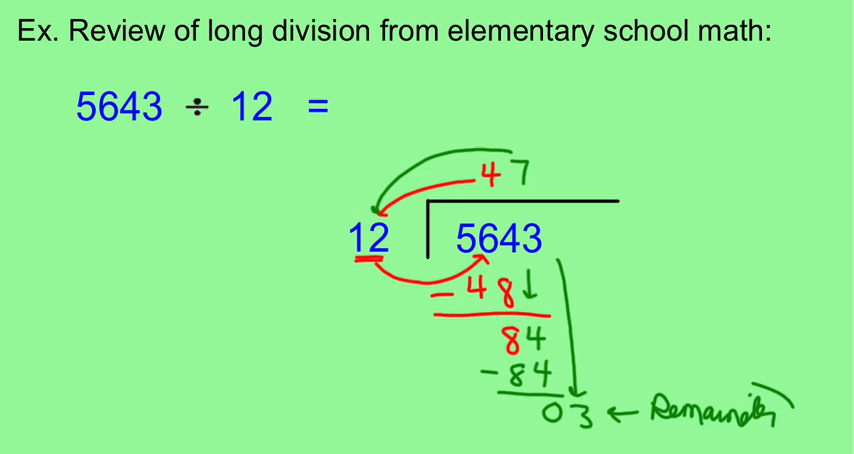 Ex. Review of long division from elementary school math:
5643 ÷ 12 =
47
12 5643
- 48↓
84
- 84
03 ← Remainder